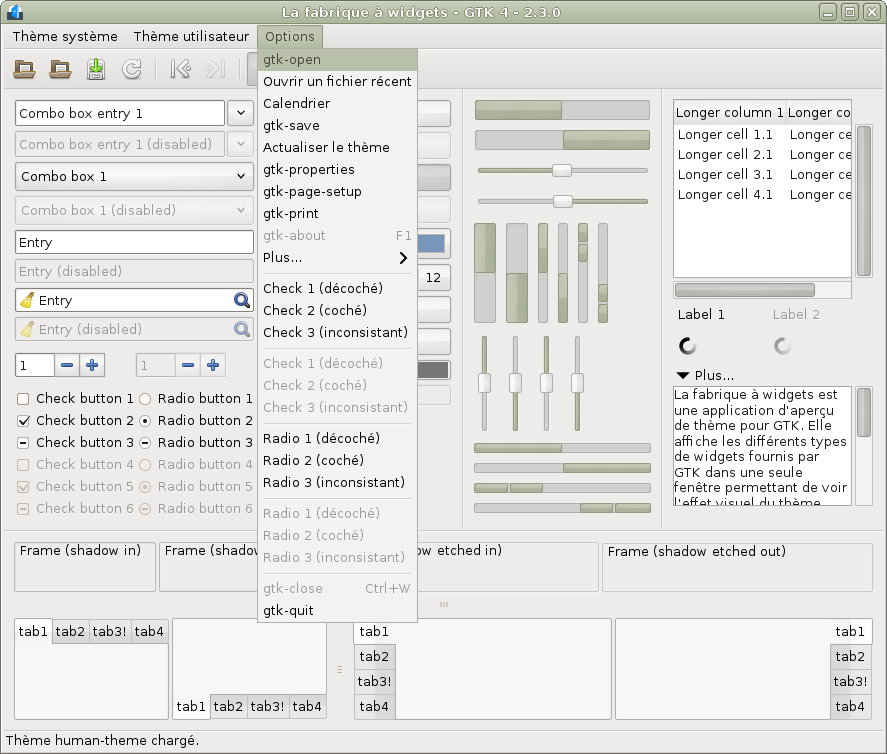 La fabrique à widgets - GTK 4 - 2.3.0
Thème système
Thème utilisateur
Options
gtk-open
Ouvrir un fichier récent
Calendrier
gtk-save
Actualiser le thème
gtk-properties
gtk-page-setup
gtk-print
gtk-about F1
Plus...
Check 1 (décoché)
Check 2 (coché)
Check 3 (inconsistant)
Check 1 (décoché)
Check 2 (coché)
Check 3 (inconsistant)
Radio 1 (décoché)
Radio 2 (coché)
Radio 3 (inconsistant)
Radio 1 (décoché)
Radio 2 (coché)
Radio 3 (inconsistant)
gtk-close Ctrl+W
gtk-quit
Combo box entry 1
Combo box entry 1 (disabled)
Combo box 1
Combo box 1 (disabled)
Entry
Entry (disabled)
Entry
Entry (disabled)
1
1
Check button 1 Radio button 1
Check button 2 Radio button 2
Check button 3 Radio button 3
Check button 4 Radio button 4
Check button 5 Radio button 5
Check button 6 Radio button 6
12
Longer column 1 Longer co
Longer cell 1.1 Longer ce
Longer cell 2.1 Longer ce
Longer cell 3.1 Longer ce
Longer cell 4.1 Longer ce
Label 1 Label 2
Plus...
La fabrique à widgets est
une application d'aperçu
de thème pour GTK. Elle
affiche les différents types
de widgets fournis par
GTK dans une seule
fenêtre permettant de voir
l'effet visuel du thème
Frame (shadow in)
Frame (shadow
ow etched in)
Frame (shadow etched out)
tab1 tab2 tab3! tab4
tab1 tab2 tab3! tab4
tab1
tab2
tab3!
tab4
tab1
tab2
tab3!
tab4
Thème human-theme chargé.